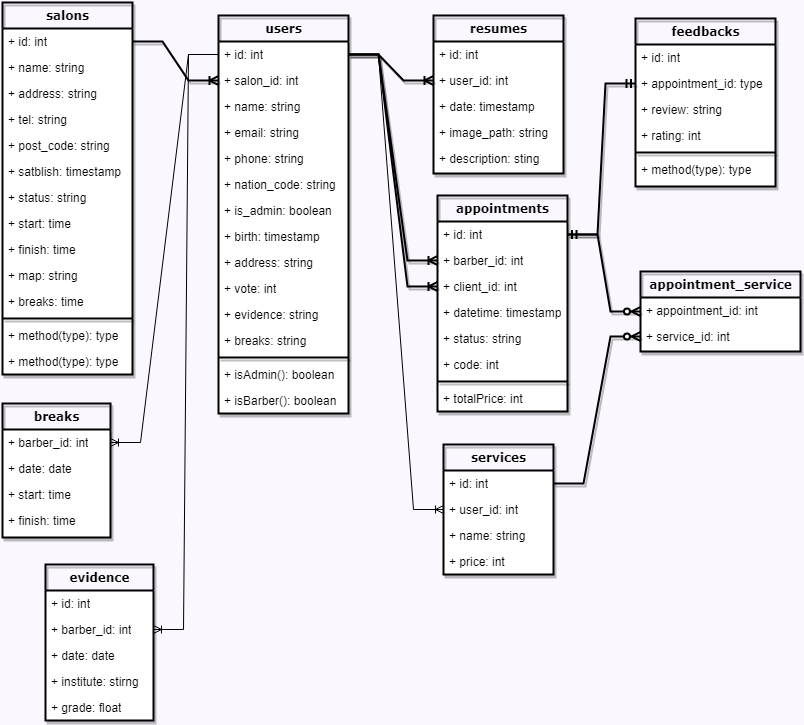 salons
+ id: int
+ name: string
+ address: string
+ tel: string
+ post_code: string
+ satblish: timestamp
+ status: string
+ start: time
+ finish: time
+ map: string
+ breaks: time
+ method(type): type
+ method(type): type
users
+ id: int
+ salon_id: int
+ name: string
+ email: string
+ phone: string
+ nation_code: string
+ is_admin: boolean
+ birth: timestamp
+ address: string
+ vote: int
+ evidence: string
+ breaks: string
+ isAdmin(): boolean
+ isBarber(): boolean
resumes
+ id: int
+ user_id: int
+ date: timestamp
+ image_path: string
+ description: sting
feedbacks
+ id: int
+ appointment_id: type
+ review: string
+ rating: int
+ method(type): type
appointments
+ id: int
+ barber_id: int
+ client_id: int
+ datetime: timestamp
+ status: string
+ code: int
+ totalPrice: int
appointment_service
+ appointment_id: int
+ service_id: int
breaks
+ barber_id: int
+ date: date
+ start: time
+ finish: time
services
+ id: int
+ user_id: int
+ name: string
+ price: int
evidence
+ id: int
+ barber_id: int
+ date: date
+ institute: stirng
+ grade: float